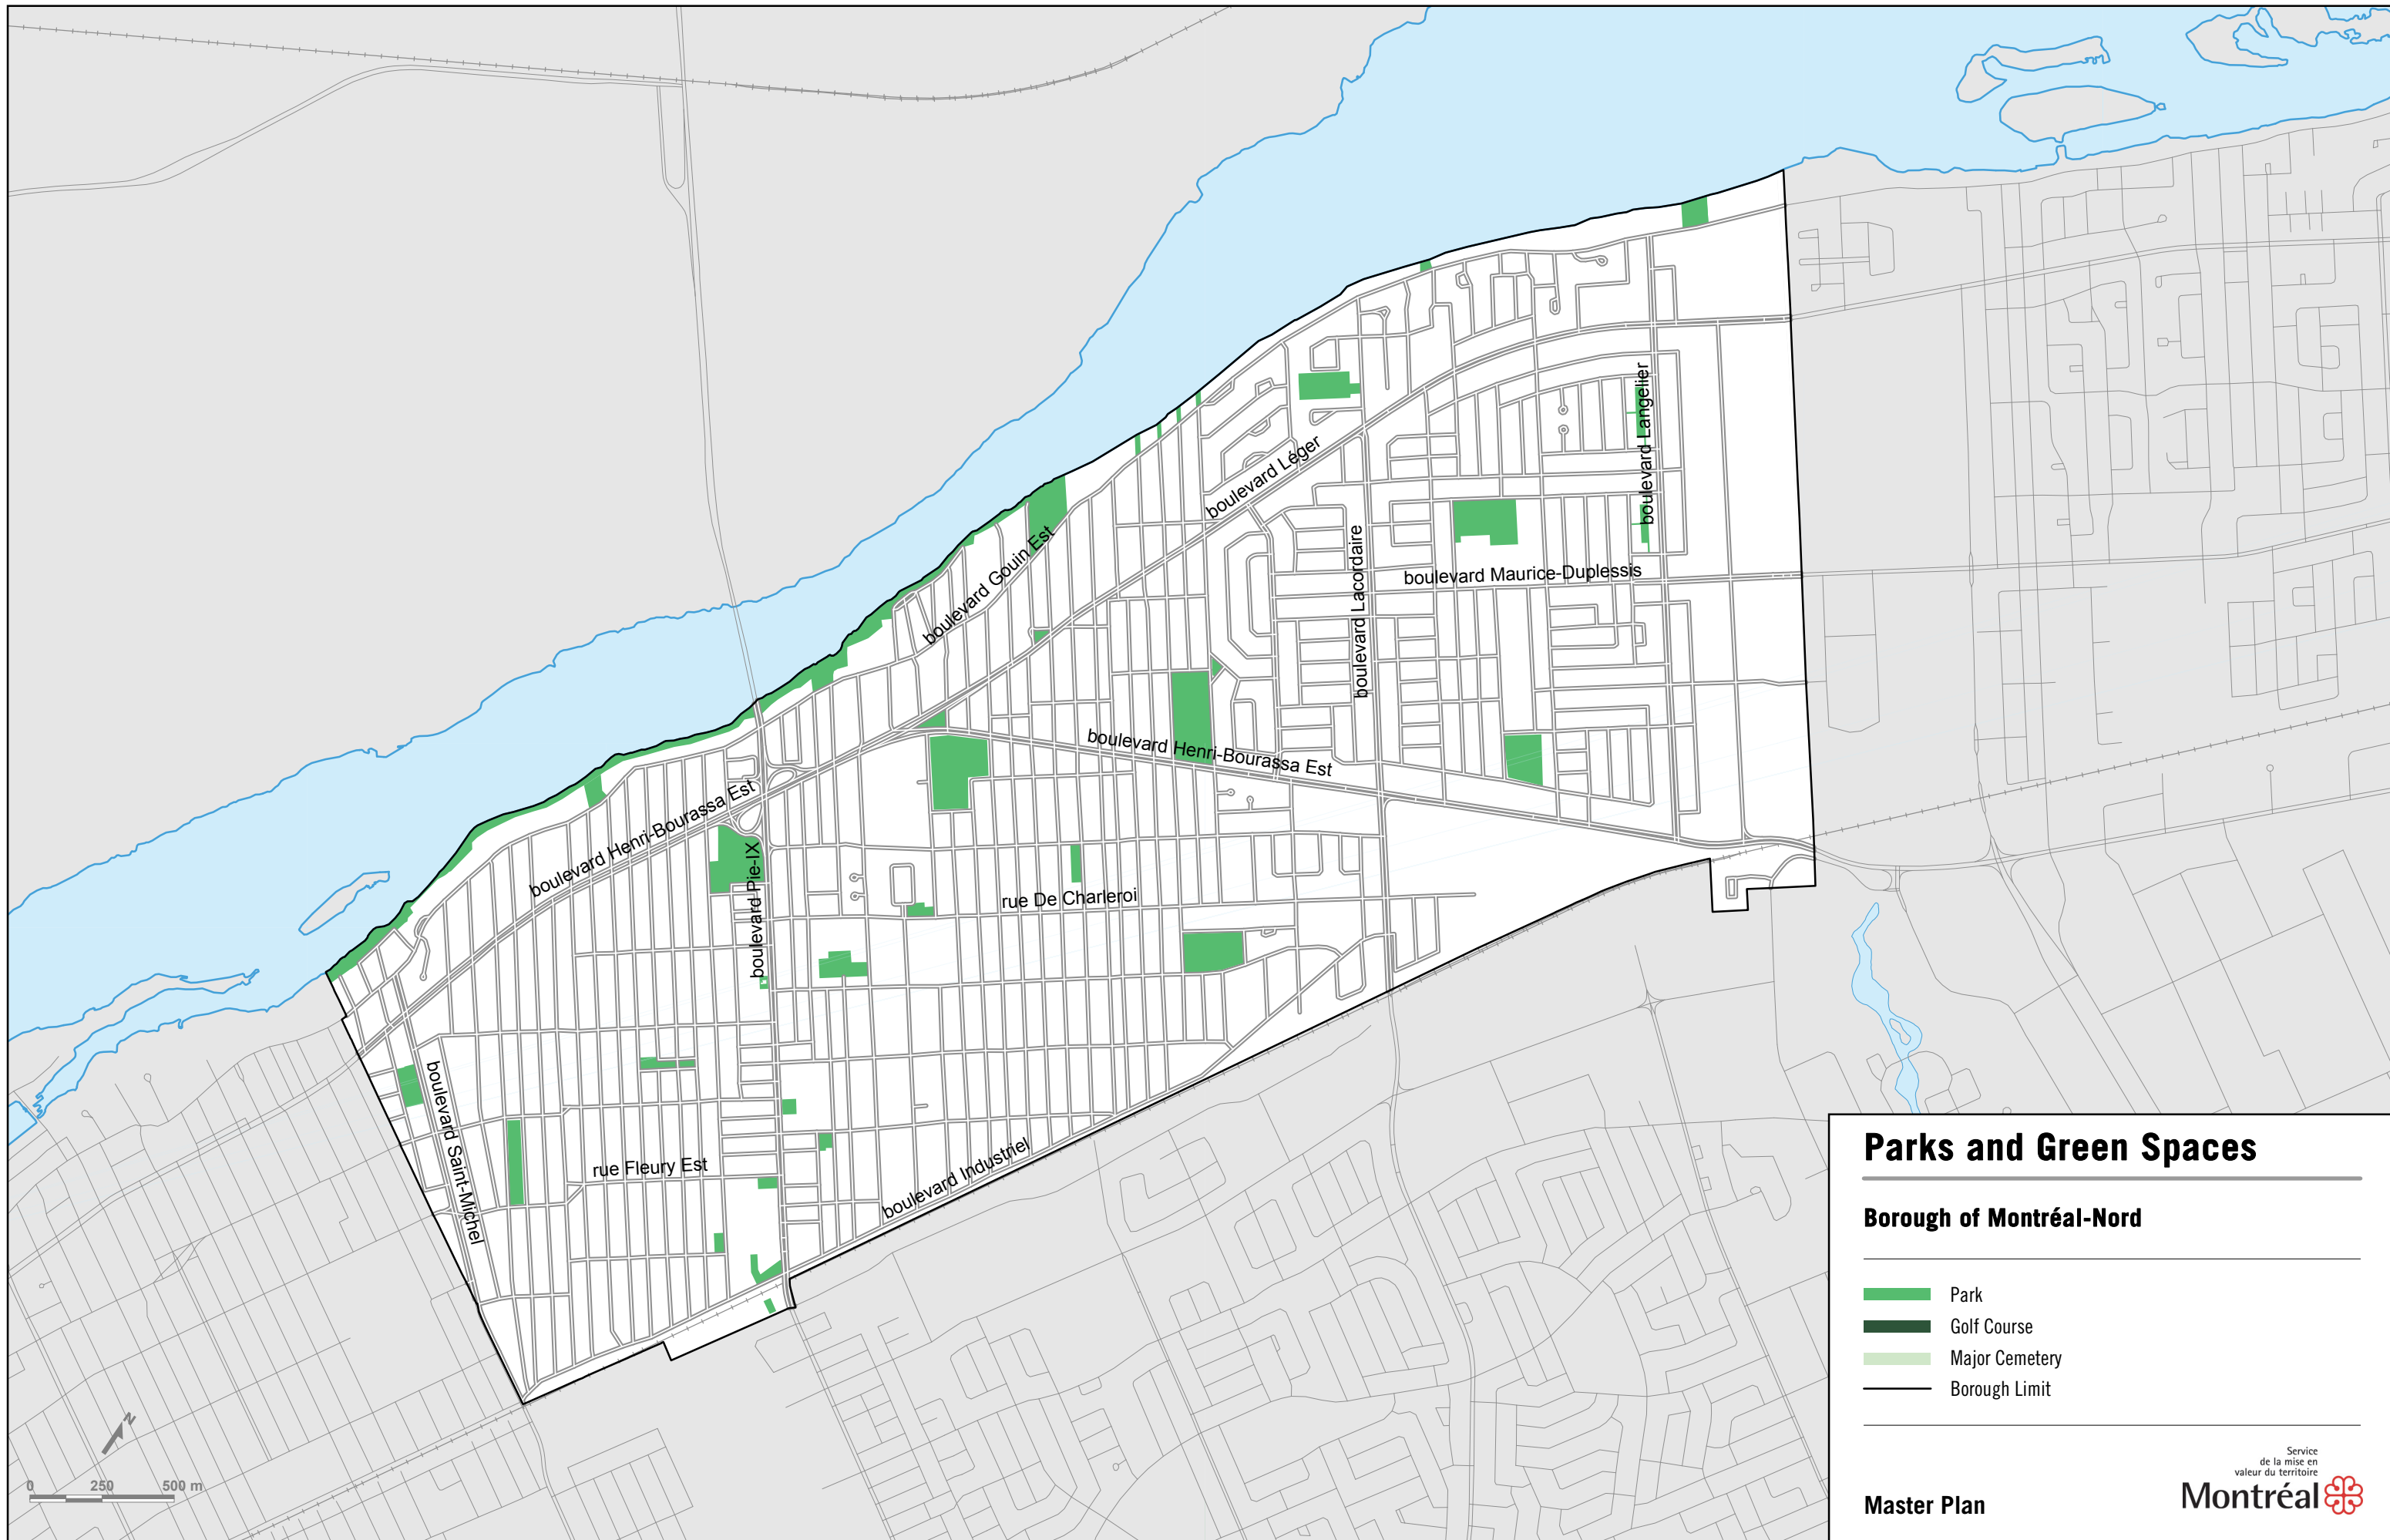 boulevard Langelier
boulevard Léger
boulevard Gouin Est
boulevard Lacordaire
boulevard Maurice-Duplessis
boulevard Henri-Bourassa Est
boulevard Henri-Bourassa Est
boulevard Pie-IX
rue De Charleroi
boulevard Saint-Michel
rue Fleury Est
boulevard Industriel
N
0 250 500 m
Parks and Green Spaces
Borough of Montréal-Nord
Park
Golf Course
Major Cemetery
Borough Limit
Service
de la mise en
valeur du territoire
Montréal
Master Plan